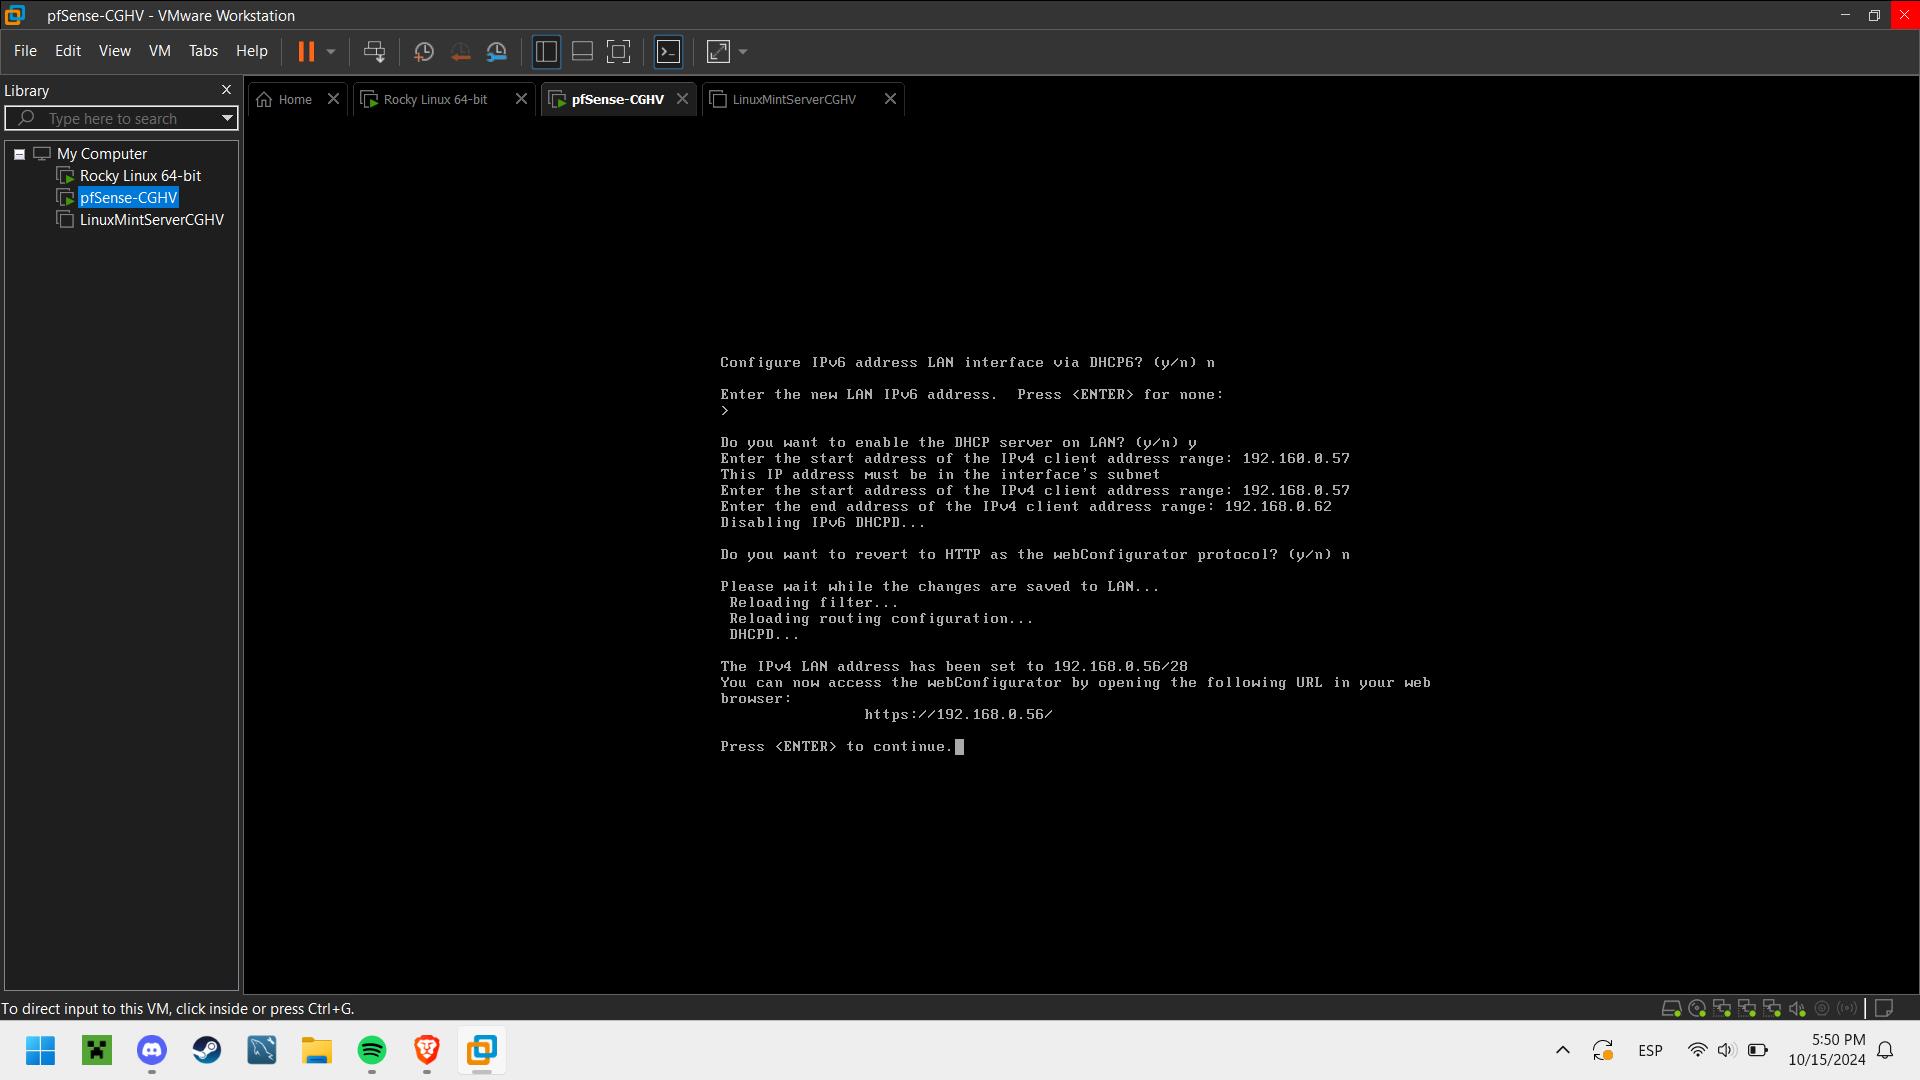 pfSense-CGHV - VMware Workstation
File Edit View VM Tabs Help
Library
Type here to search
My Computer
Rocky Linux 64-bit
pfSense-CGHV
LinuxMintServerCGHV
Home
Rocky Linux 64-bit
pfSense-CGHV
LinuxMintServerCGHV
Configure IPv6 address LAN interface via DHCP6? (y/n) n
Enter the new LAN IPv6 address.  Press <ENTER> for none:
>
Do you want to enable the DHCP server on LAN? (y/n) y
Enter the start address of the IPv4 client address range: 192.160.0.57
This IP address must be in the interface's subnet
Enter the start address of the IPv4 client address range: 192.168.0.57
Enter the end address of the IPv4 client address range: 192.168.0.62
Disabling IPv6 DHCPD...
Do you want to revert to HTTP as the webConfigurator protocol? (y/n) n
Please wait while the changes are saved to LAN...
Reloading filter...
Reloading routing configuration...
DHCPD...
The IPv4 LAN address has been set to 192.168.0.56/28
You can now access the webConfigurator by opening the following URL in your web
browser:
https://192.168.0.56/
Press <ENTER> to continue.
To direct input to this VM, click inside or press Ctrl+G.
ESP
5:50 PM
10/15/2024